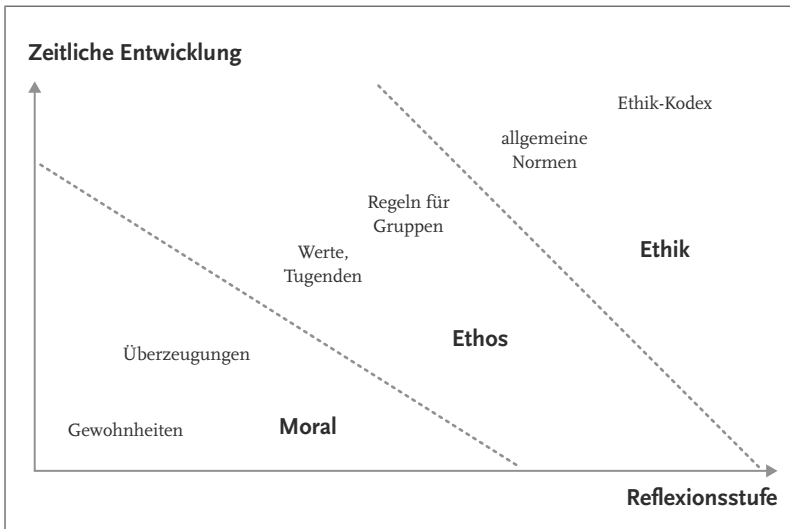 Zeitliche Entwicklung
Ethik-Kodex
allgemeine
Normen
Regeln für
Gruppen
Werte,
Tugenden
Ethik
Ethos
Überzeugungen
Moral
Gewohnheiten
Reflexionsstufe